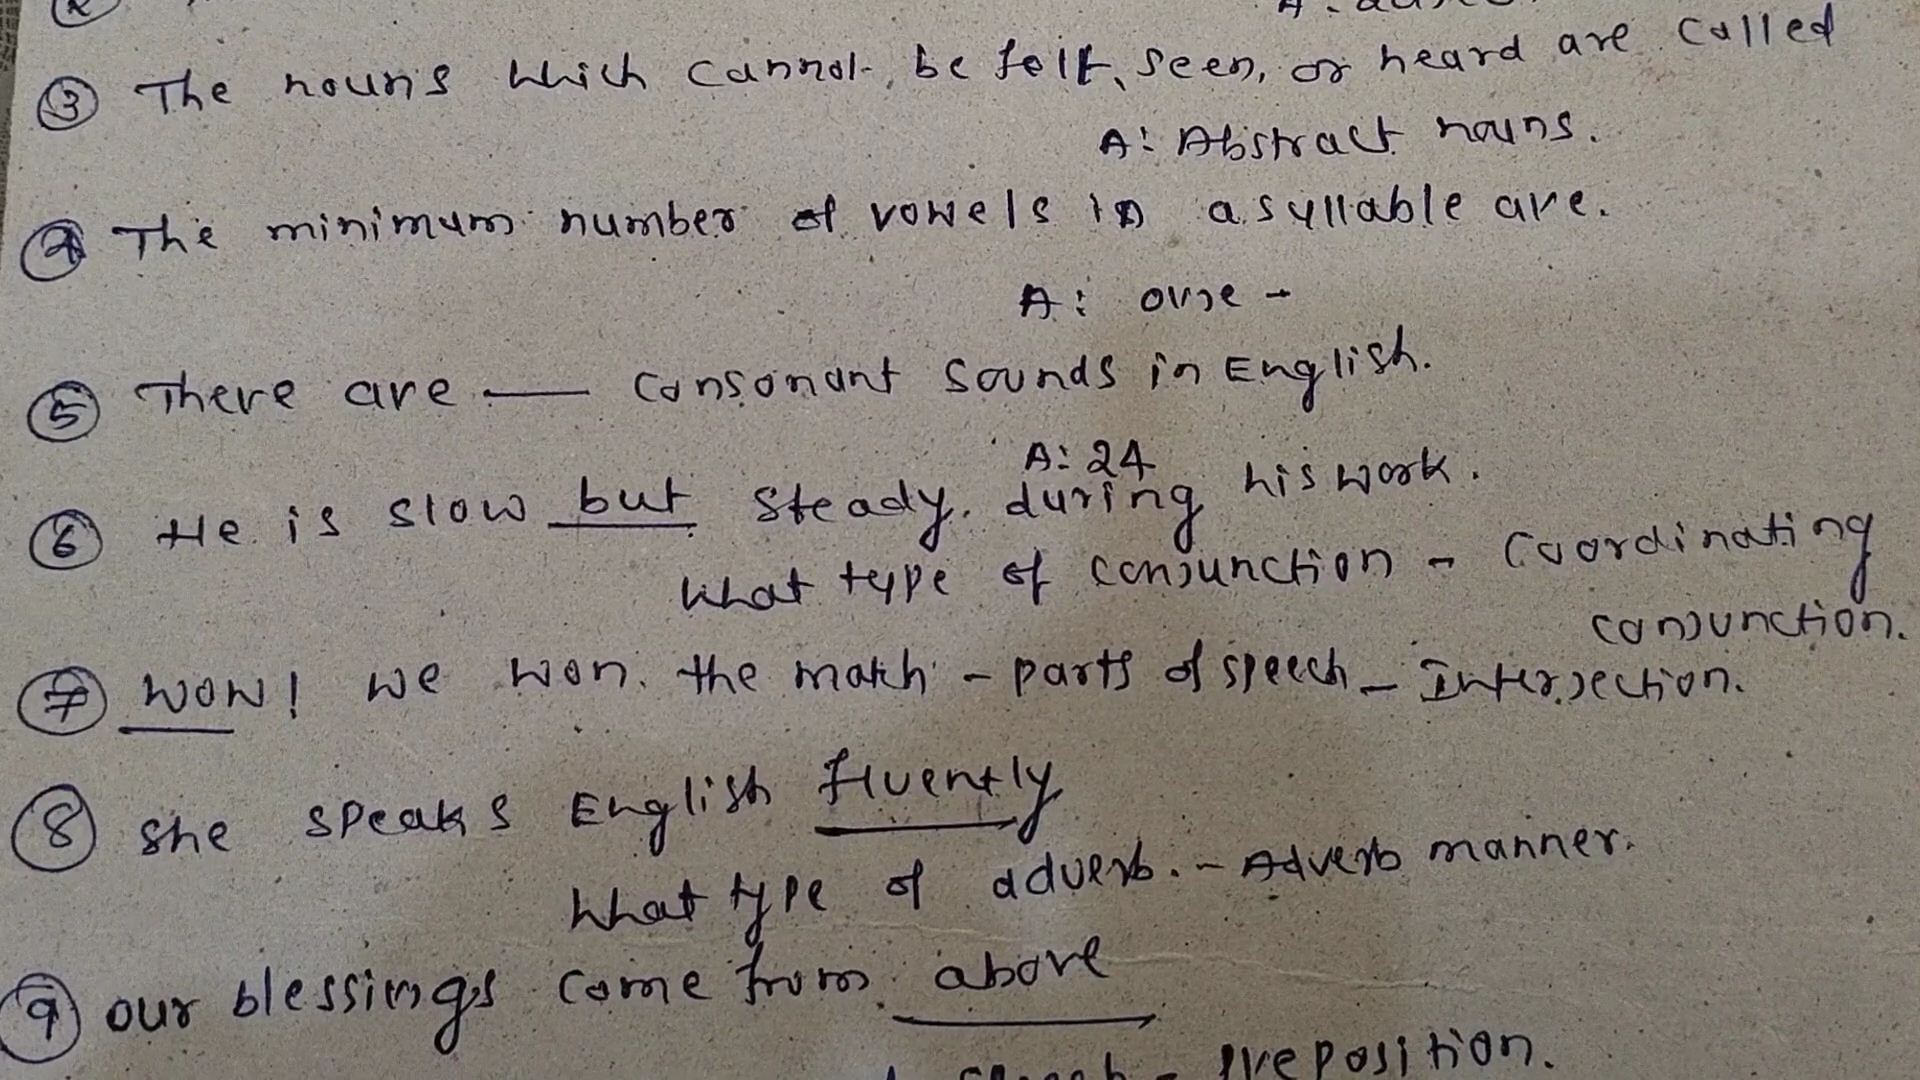 ②
③ The nouns which cannot be felt, seen, or heard are called
A: Abstract nouns.
④ The minimum number of vowels in a syllable are.
A: one -
⑤ There are — consonant sounds in English.
A: 24
⑥ He is slow but steady. during his work.
What type of conjunction - Coordinating
conjunction.
⑦ WOW! we won. the match - parts of speech - Interjection.
⑧ She speaks English fluently
What type of adverb. - Adverb manner.
⑨ our blessings come from. above
speech - preposition.